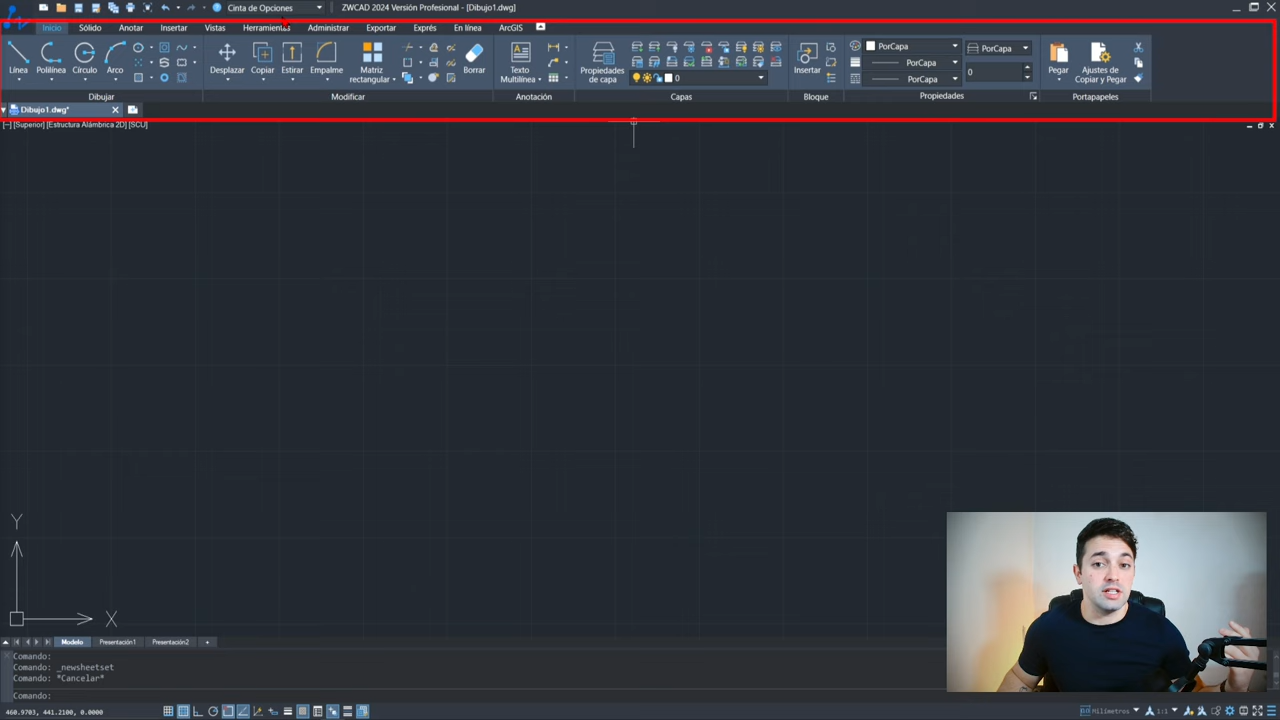 Cinta de Opciones
ZWCAD 2024 Versión Profesional - [Dibujo1.dwg]
Inicio Sólido Anotar Insertar Vistas Herramientas Administrar Exportar Exprés En línea ArcGIS
Línea Polilínea Círculo Arco
Desplazar Copiar Estirar Empalme Matriz rectangular Borrar
Texto Multilínea
Propiedades de capa
0
Insertar
PorCapa PorCapa
PorCapa 0
PorCapa
Pegar Ajustes de Copiar y Pegar
Dibujar Modificar Anotación Capas Bloque Propiedades Portapapeles
Dibujo1.dwg*
[−] [Superior] [Estructura Alámbrica 2D] [SCU]
Y
X
Modelo Presentación1 Presentación2 +
Comando:
Comando: _newsheetset
Comando: *Cancelar*
Comando:
460.9703, 441.2100, 0.0000
Milímetros 1:1